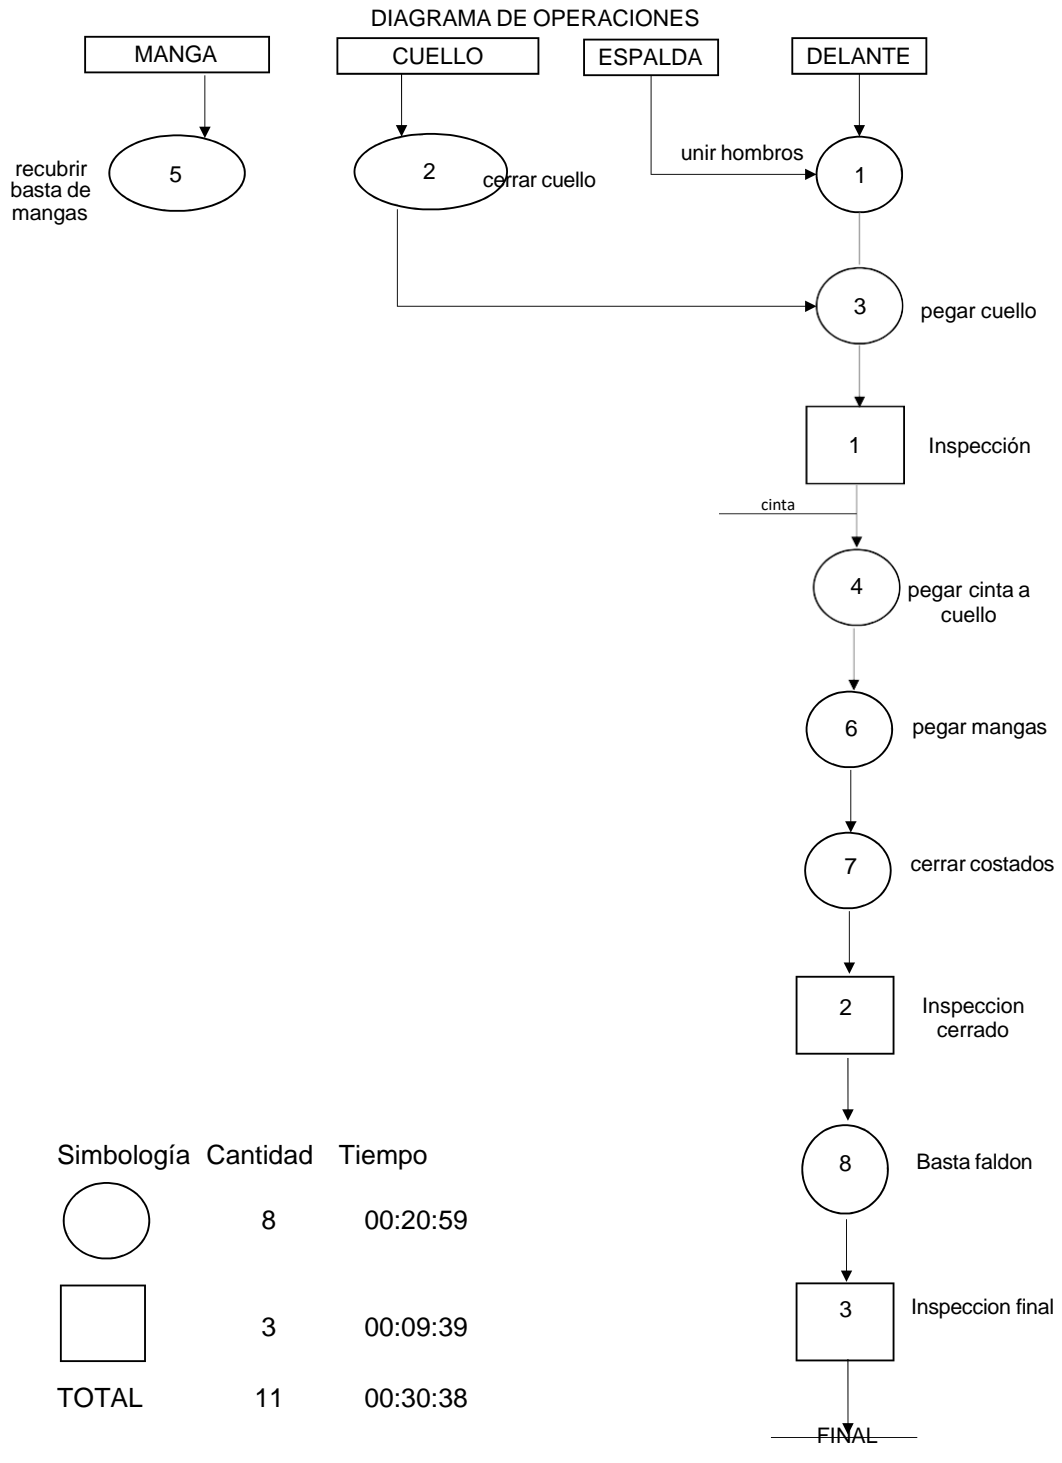 DIAGRAMA DE OPERACIONES
MANGA
CUELLO
ESPALDA
DELANTE
recubrir
basta de
mangas
5
2
cerrar cuello
unir hombros
1
3
pegar cuello
1
Inspección
cinta
4
pegar cinta a
cuello
6
pegar mangas
7
cerrar costados
2
Inspeccion
cerrado
8
Basta faldon
3
Inspeccion final
FINAL
Simbología Cantidad Tiempo
8 00:20:59
3 00:09:39
TOTAL 11 00:30:38